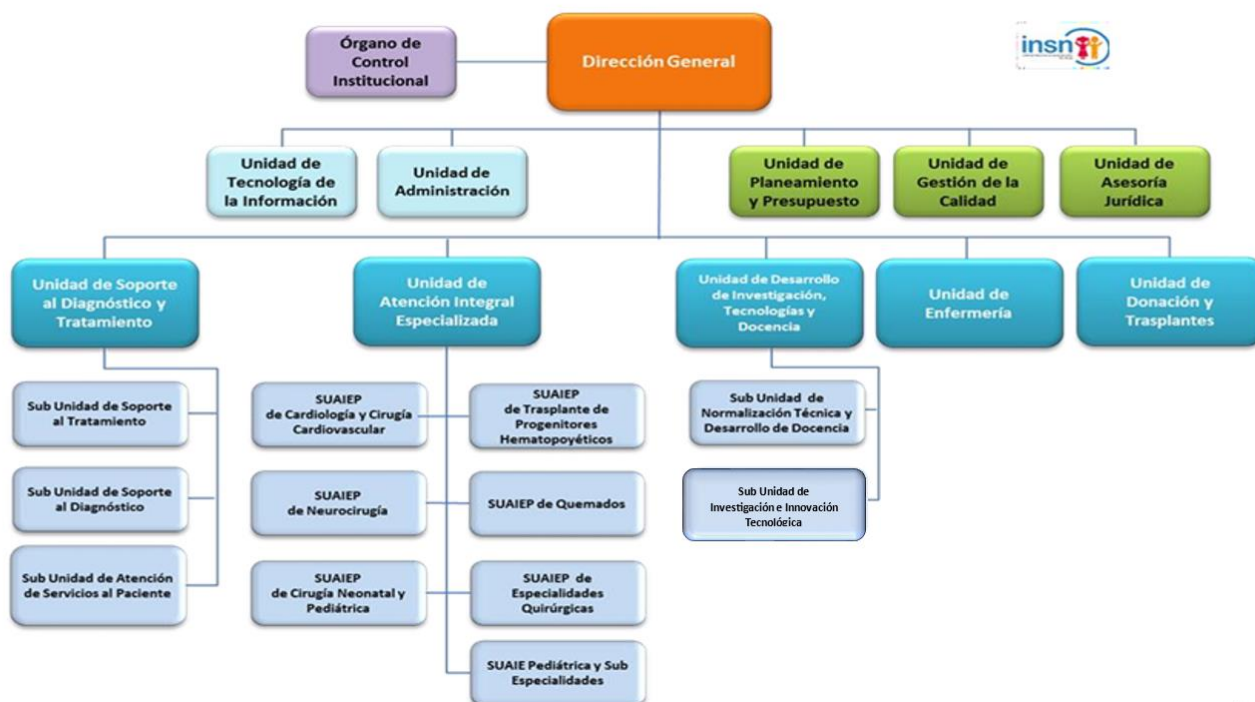 Órgano de
Control
Institucional
Dirección General
insn
Unidad de
Tecnología de
la Información
Unidad de
Administración
Unidad de
Planeamiento
y Presupuesto
Unidad de
Gestión de la
Calidad
Unidad de
Asesoría
Jurídica
Unidad de Soporte
al Diagnóstico y
Tratamiento
Unidad de
Atención Integral
Especializada
Unidad de Desarrollo
de Investigación,
Tecnologías y
Docencia
Unidad de
Enfermería
Unidad de
Donación y
Trasplantes
Sub Unidad de Soporte
al Tratamiento
Sub Unidad de Soporte
al Diagnóstico
Sub Unidad de Atención
de Servicios al Paciente
SUAIEP
de Cardiología y Cirugía
Cardiovascular
SUAIEP
de Neurocirugía
SUAIEP
de Cirugía Neonatal y
Pediátrica
SUAIEP
de Trasplante de
Progenitores
Hematopoyéticos
SUAIEP de Quemados
SUAIEP de
Especialidades
Quirúrgicas
SUAIE Pediátrica y Sub
Especialidades
Sub Unidad de
Normalización Técnica y
Desarrollo de Docencia
Sub Unidad de
Investigación e Innovación
Tecnológica